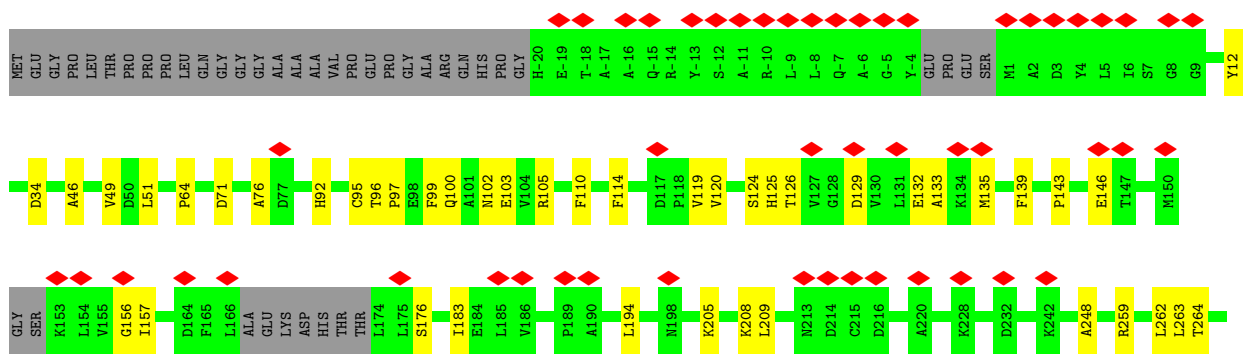 MET GLU GLY PRO LEU THR PRO PRO PRO LEU GLN GLY GLY GLY ALA ALA ALA VAL PRO GLU PRO GLY ALA ARG GLN HIS PRO GLY H-20 E-19 T-18 A-17 A-16 Q-15 R-14 Y-13 S-12 A-11 R-10 L-9 L-8 Q-7 A-6 G-5 Y-4 GLU PRO GLU SER M1 A2 D3 Y4 L5 I6 S7 G8 G9 Y12
D34 A46 V49 D50 L51 P64 D71 A76 D77 H92 C95 T96 P97 E98 F99 Q100 A101 N102 E103 V104 R105 F110 F114 D117 P118 V119 V120 S124 H125 T126 V127 G128 D129 V130 L131 E132 A133 K134 M135 F139 P143 E146 T147 M150
GLY SER K153 L154 V155 G156 I157 D164 F165 L166 ALA GLU LYS ASP HIS THR THR L174 L175 S176 I183 E184 L185 V186 P189 A190 L194 N198 K205 K208 L209 N213 D214 C215 D216 A220 K228 D232 K242 A248 R259 L262 L263 T264